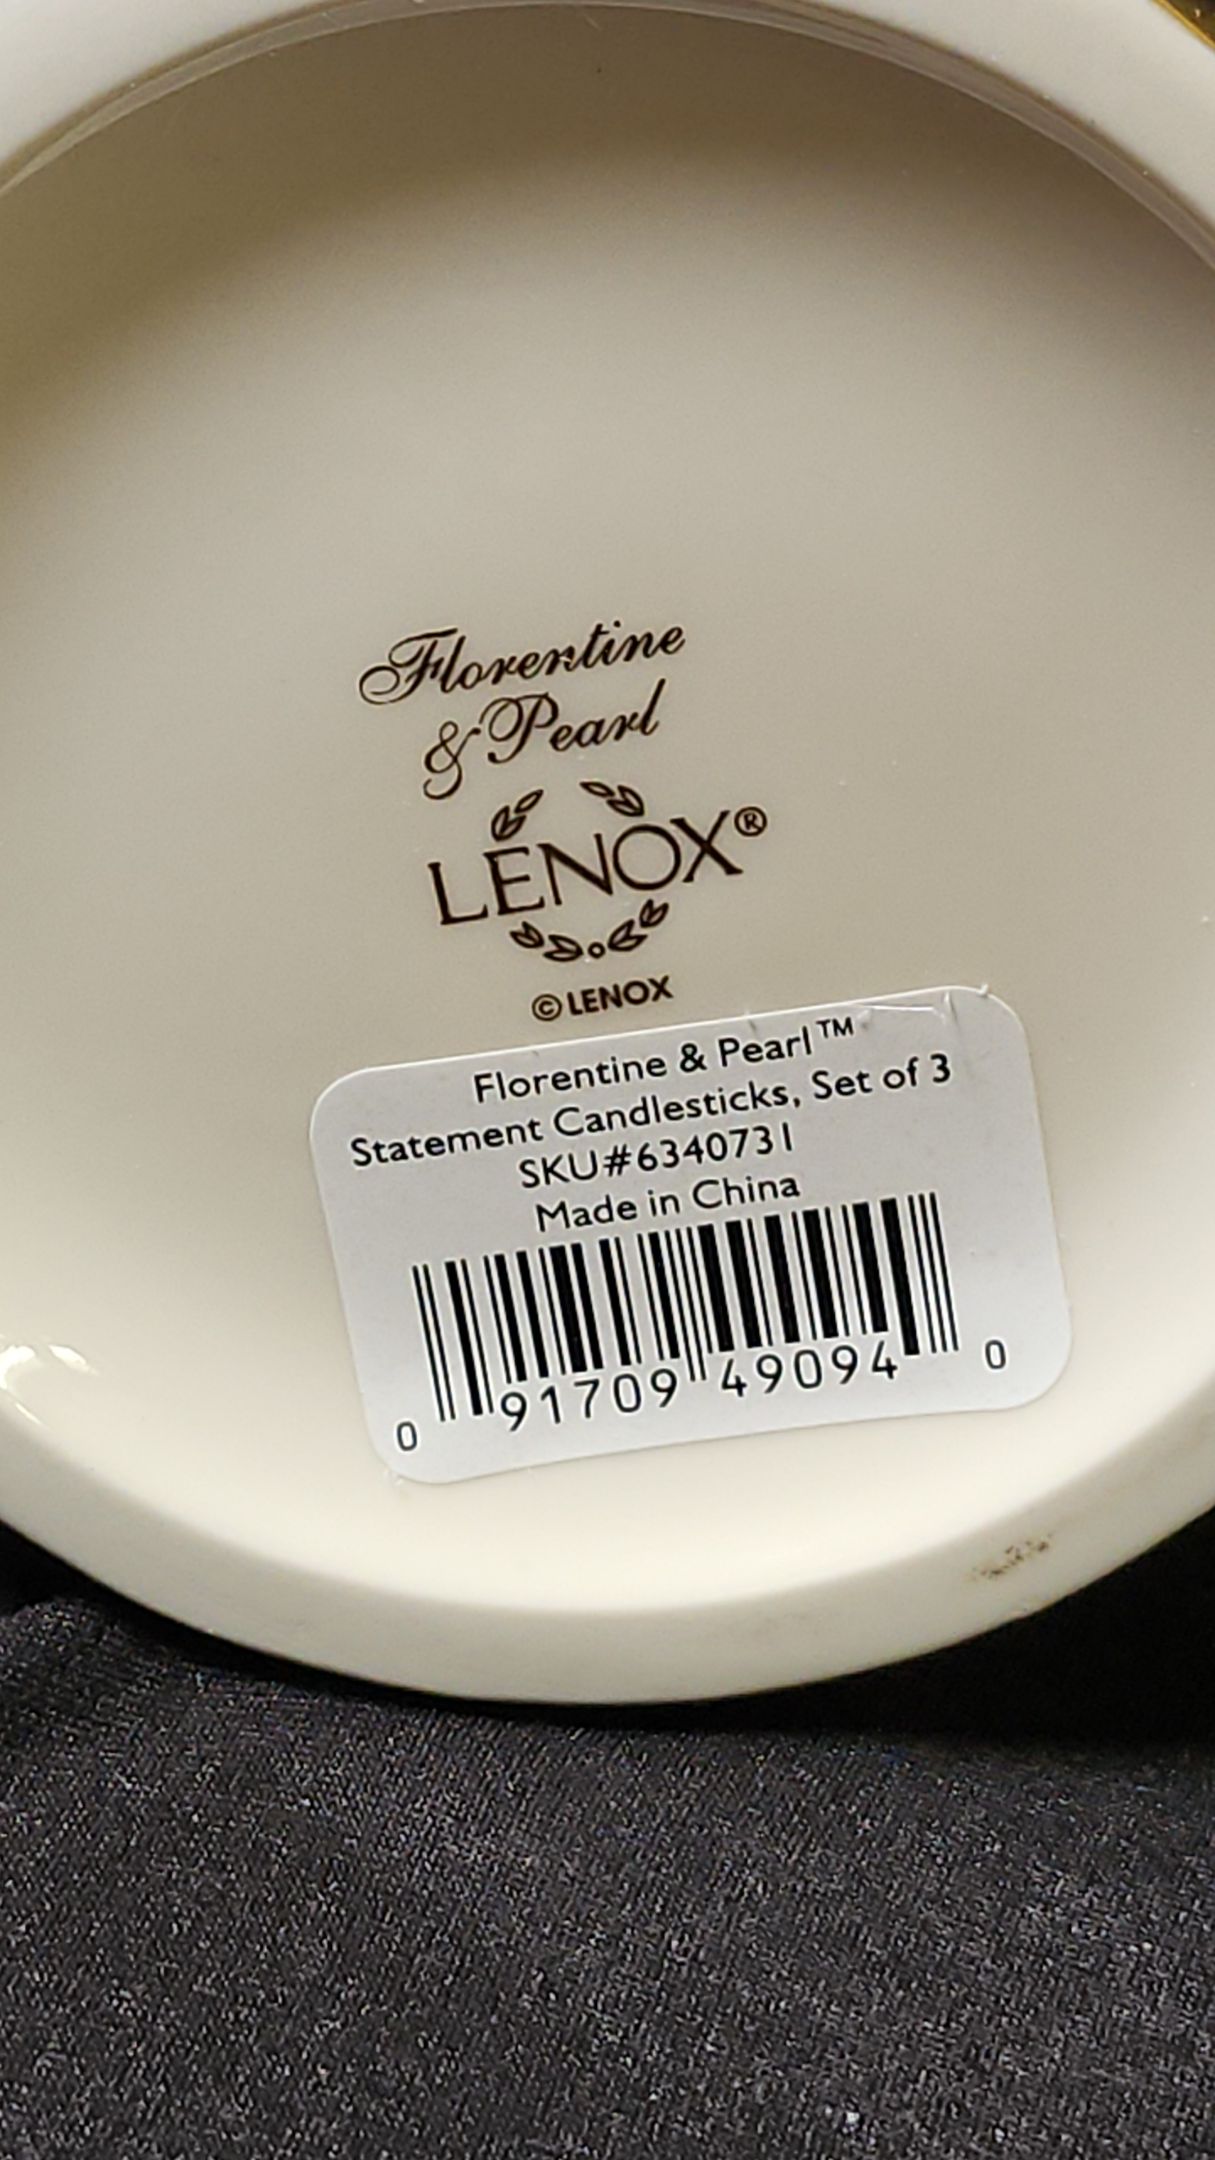 Florentine
& Pearl
LENOX®
© LENOX
Florentine & Pearl™
Statement Candlesticks, Set of 3
SKU#6340731
Made in China
0 91709 49094 0